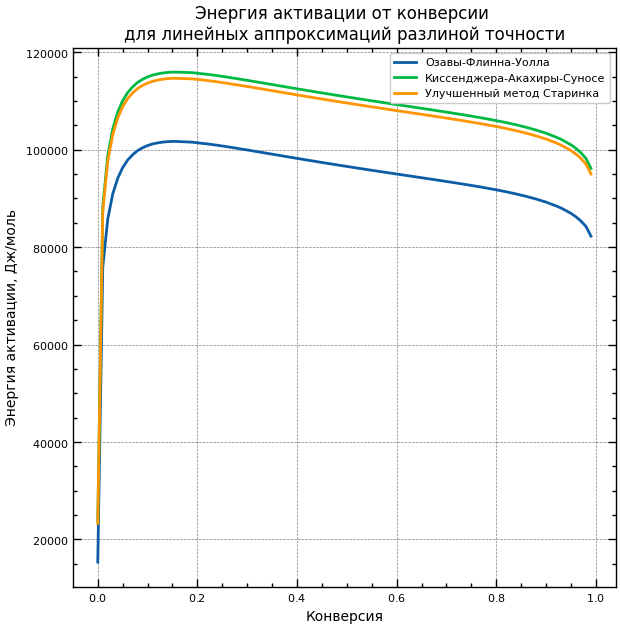 Энергия активации от конверсии
для линейных аппроксимаций разлиной точности
Озавы-Флинна-Уолла
Киссенджера-Акахиры-Суносе
Улучшенный метод Старинка
Энергия активации, Дж/моль
120000
100000
80000
60000
40000
20000
0.0 0.2 0.4 0.6 0.8 1.0
Конверсия